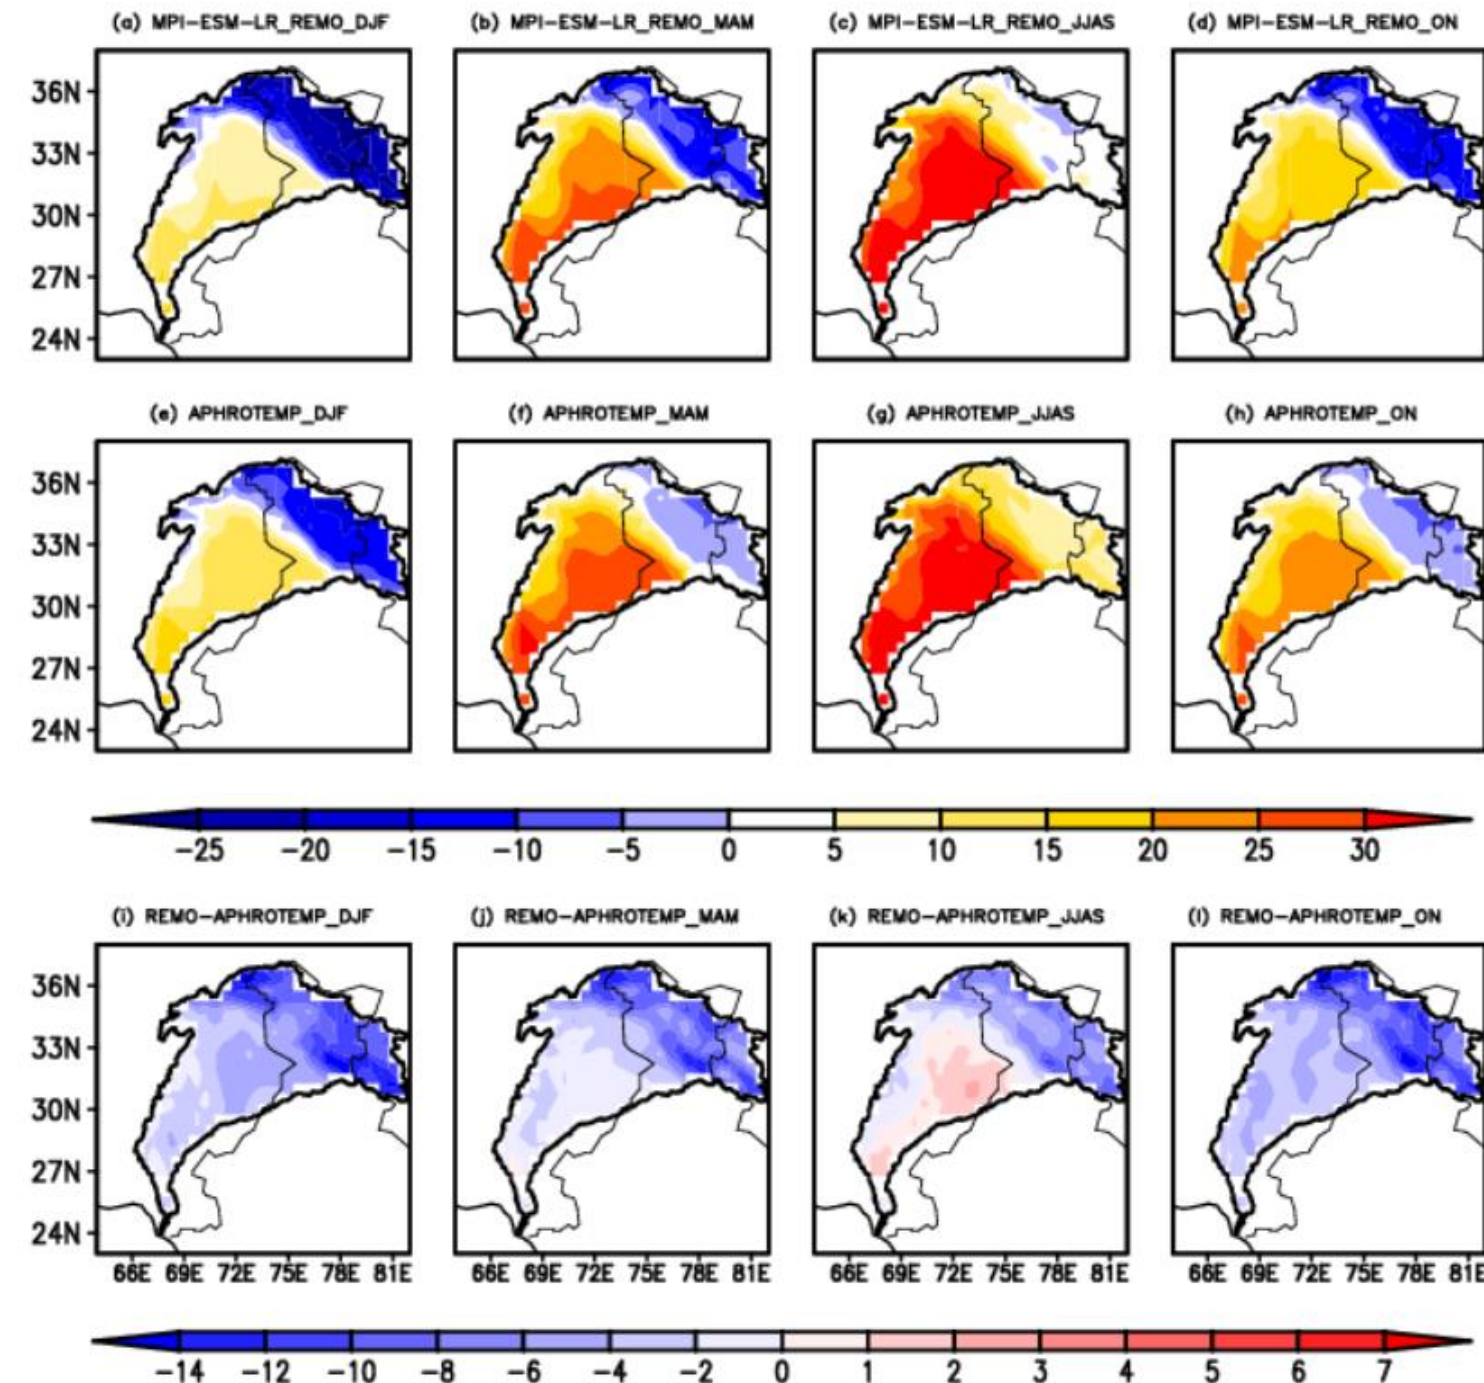 (a) MPI-ESM-LR_REMO_DJF (b) MPI-ESM-LR_REMO_MAM (c) MPI-ESM-LR_REMO_JJAS (d) MPI-ESM-LR_REMO_ON
36N
33N
30N
27N
24N
(e) APHROTEMP_DJF (f) APHROTEMP_MAM (g) APHROTEMP_JJAS (h) APHROTEMP_ON
36N
33N
30N
27N
24N
-25 -20 -15 -10 -5 0 5 10 15 20 25 30
(i) REMO-APHROTEMP_DJF (j) REMO-APHROTEMP_MAM (k) REMO-APHROTEMP_JJAS (l) REMO-APHROTEMP_ON
36N
33N
30N
27N
24N
66E 69E 72E 75E 78E 81E 66E 69E 72E 75E 78E 81E 66E 69E 72E 75E 78E 81E 66E 69E 72E 75E 78E 81E
-14 -12 -10 -8 -6 -4 -2 0 1 2 3 4 5 6 7